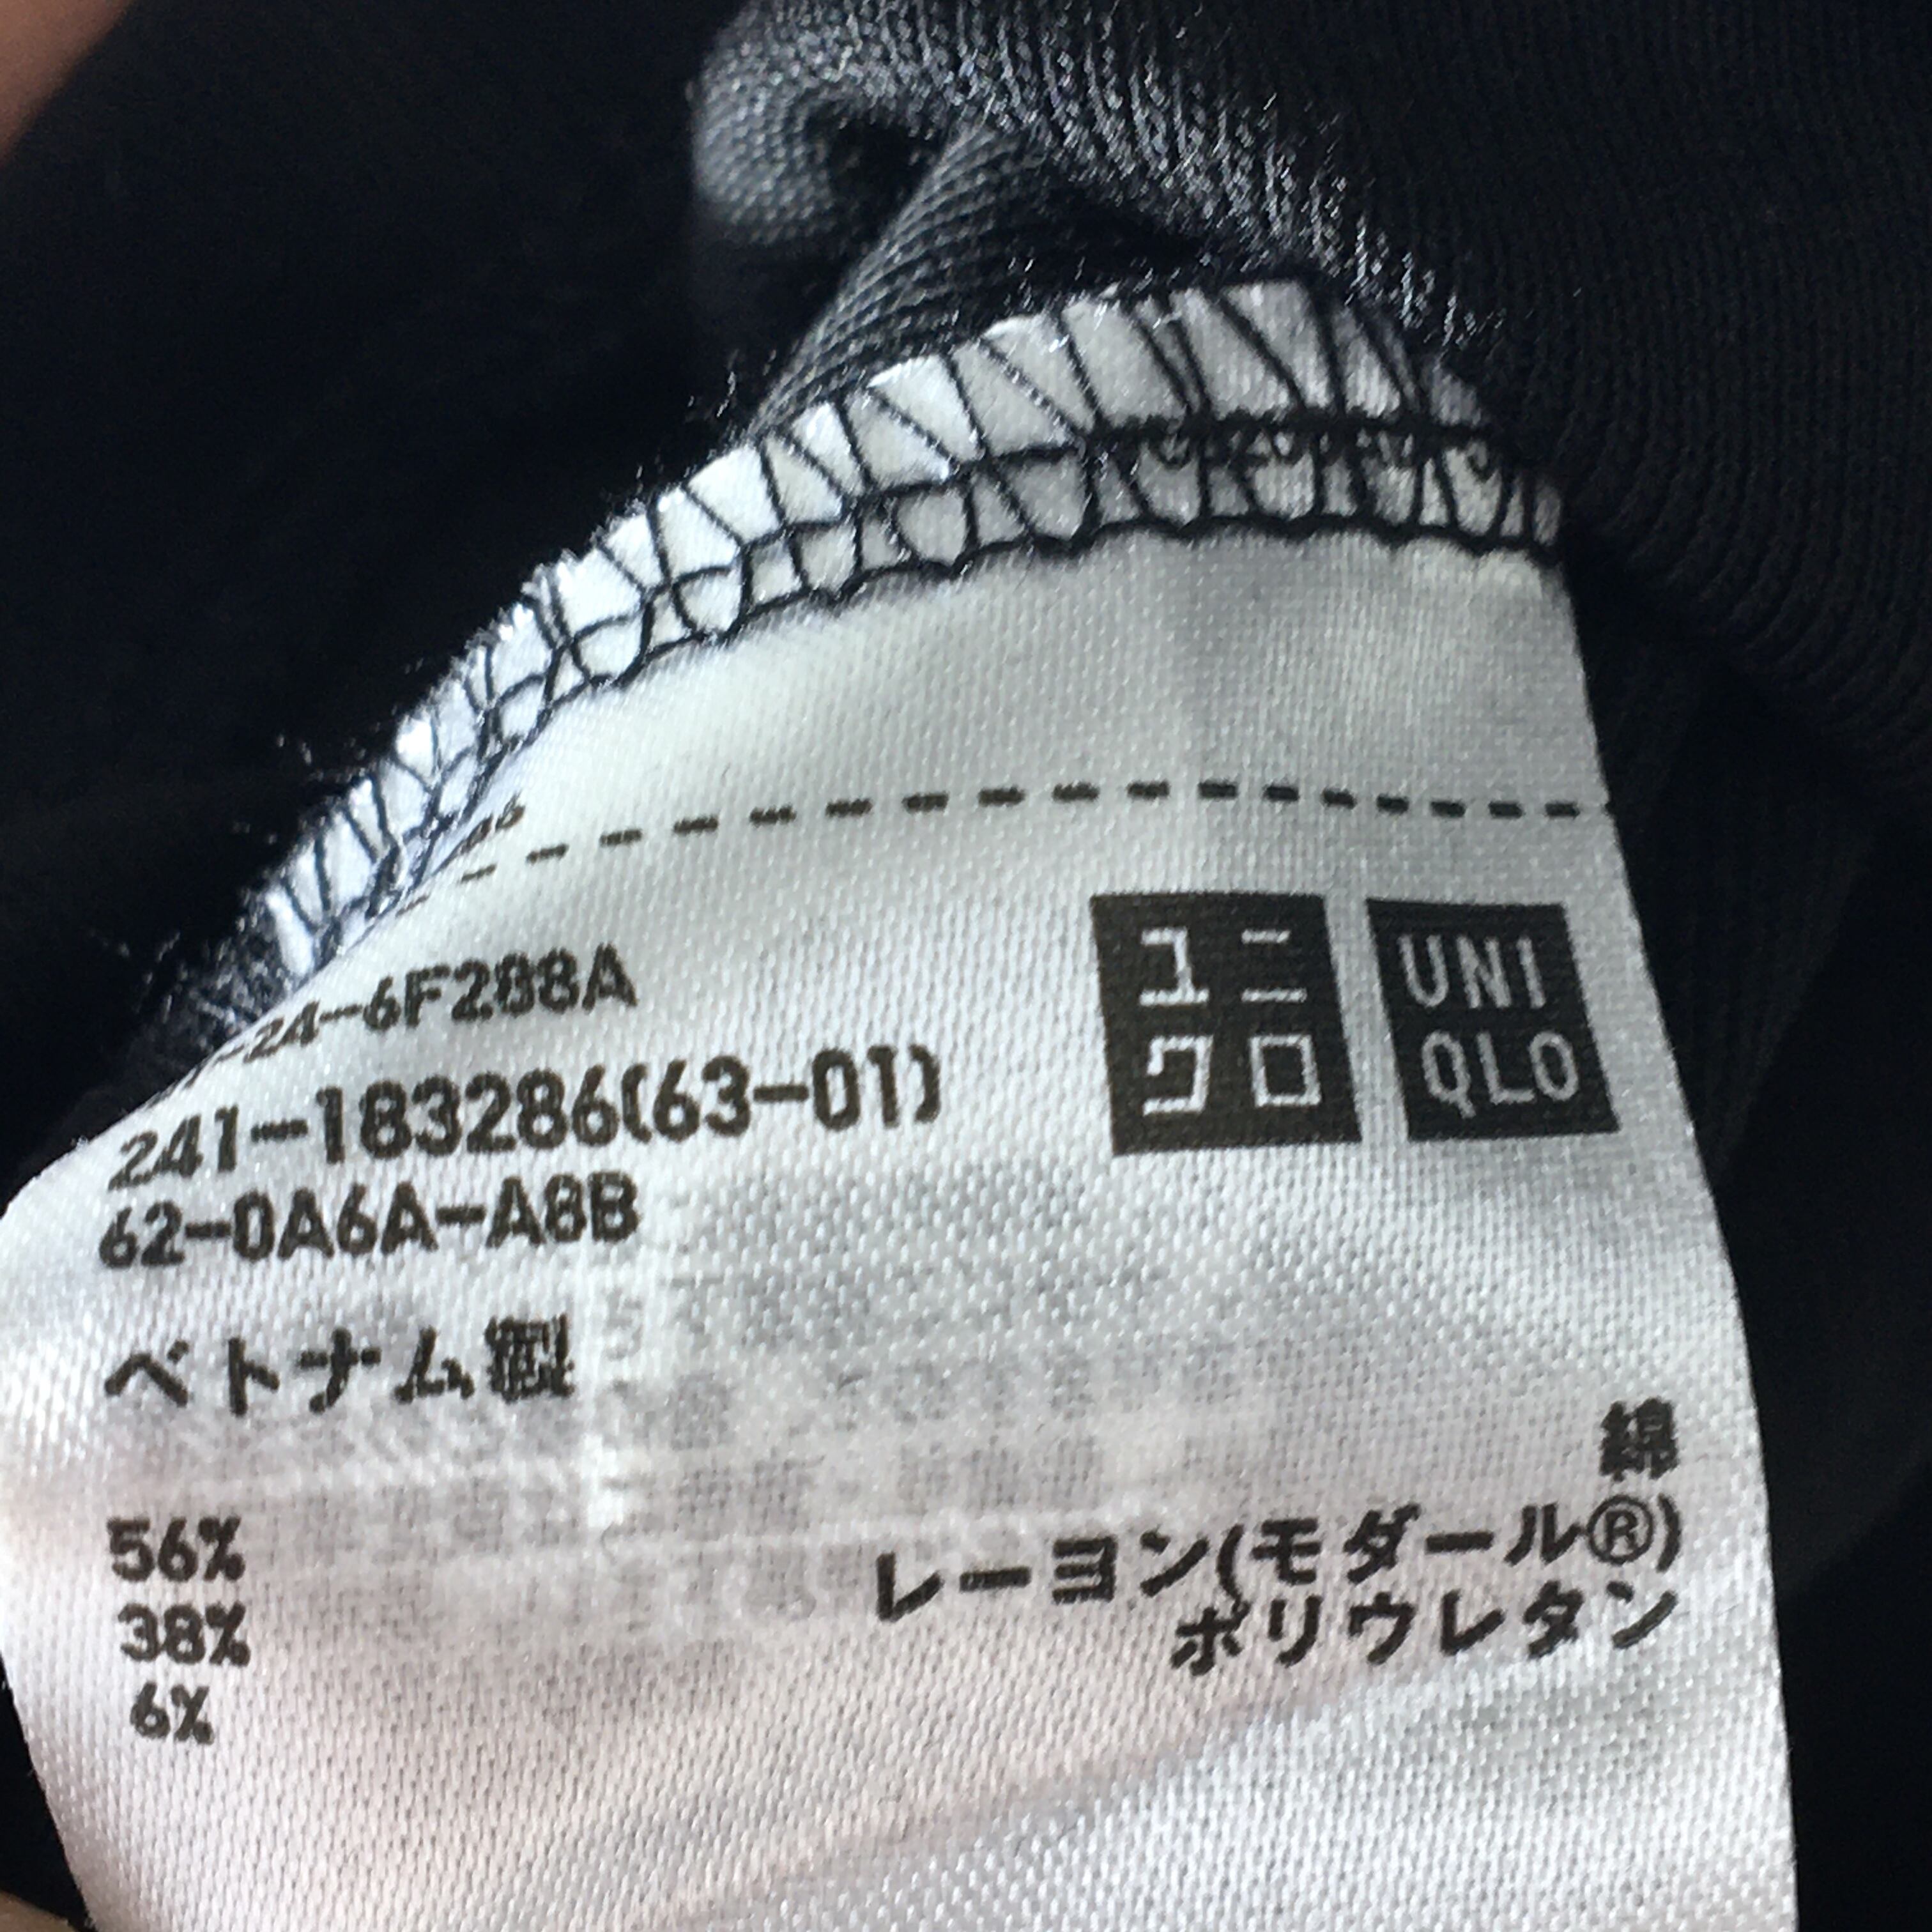 ユニ
クロ
UNI
QLO
24-6F288A
241-183286(63-01)
62-0A6A-A8B
ベトナム製
綿 56%
レーヨン(モダール®) 38%
ポリウレタン 6%